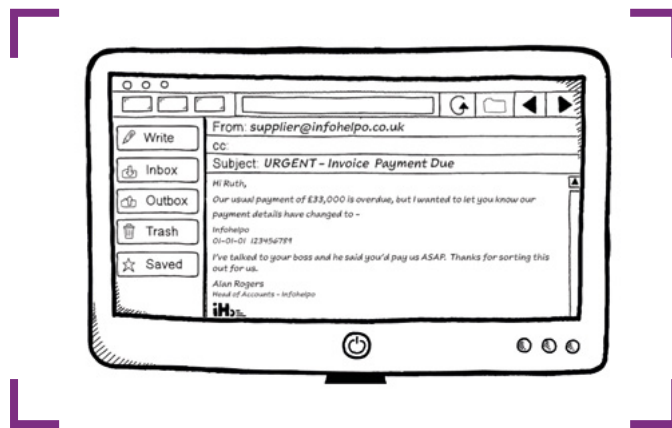 From: supplier@infohelpo.co.uk
Write
cc:
Subject: URGENT - Invoice Payment Due
Inbox
Hi Ruth,
Our usual payment of £33,000 is overdue, but I wanted to let you know our
payment details have changed to -
Outbox
Infohelpo
01-01-01 123456789
Trash
I've talked to your boss and he said you'd pay us ASAP. Thanks for sorting this
out for us.
Saved
Alan Rogers
Head of Accounts - Infohelpo
iH